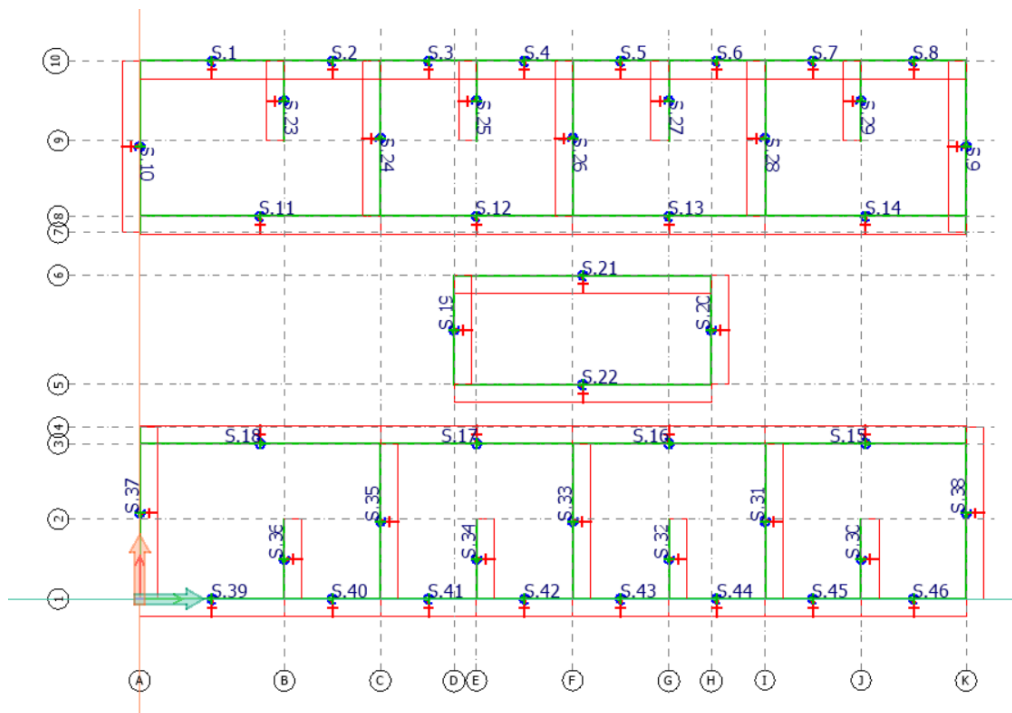 10 S.1 S.2 S.3 S.4 S.5 S.6 S.7 S.8
S.23 S.25 S.27 S.29
9 S.10 S.24 S.26 S.28 S.9
8 S.11 S.12 S.13 S.14
7
6 S.21
S.19 S.20
5 S.22
4
3 S.18 S.17 S.16 S.15
S.37 S.35 S.33 S.31 S.38
2
S.36 S.34 S.32 S.30
1 S.39 S.40 S.41 S.42 S.43 S.44 S.45 S.46
A B C D E F G H I J K